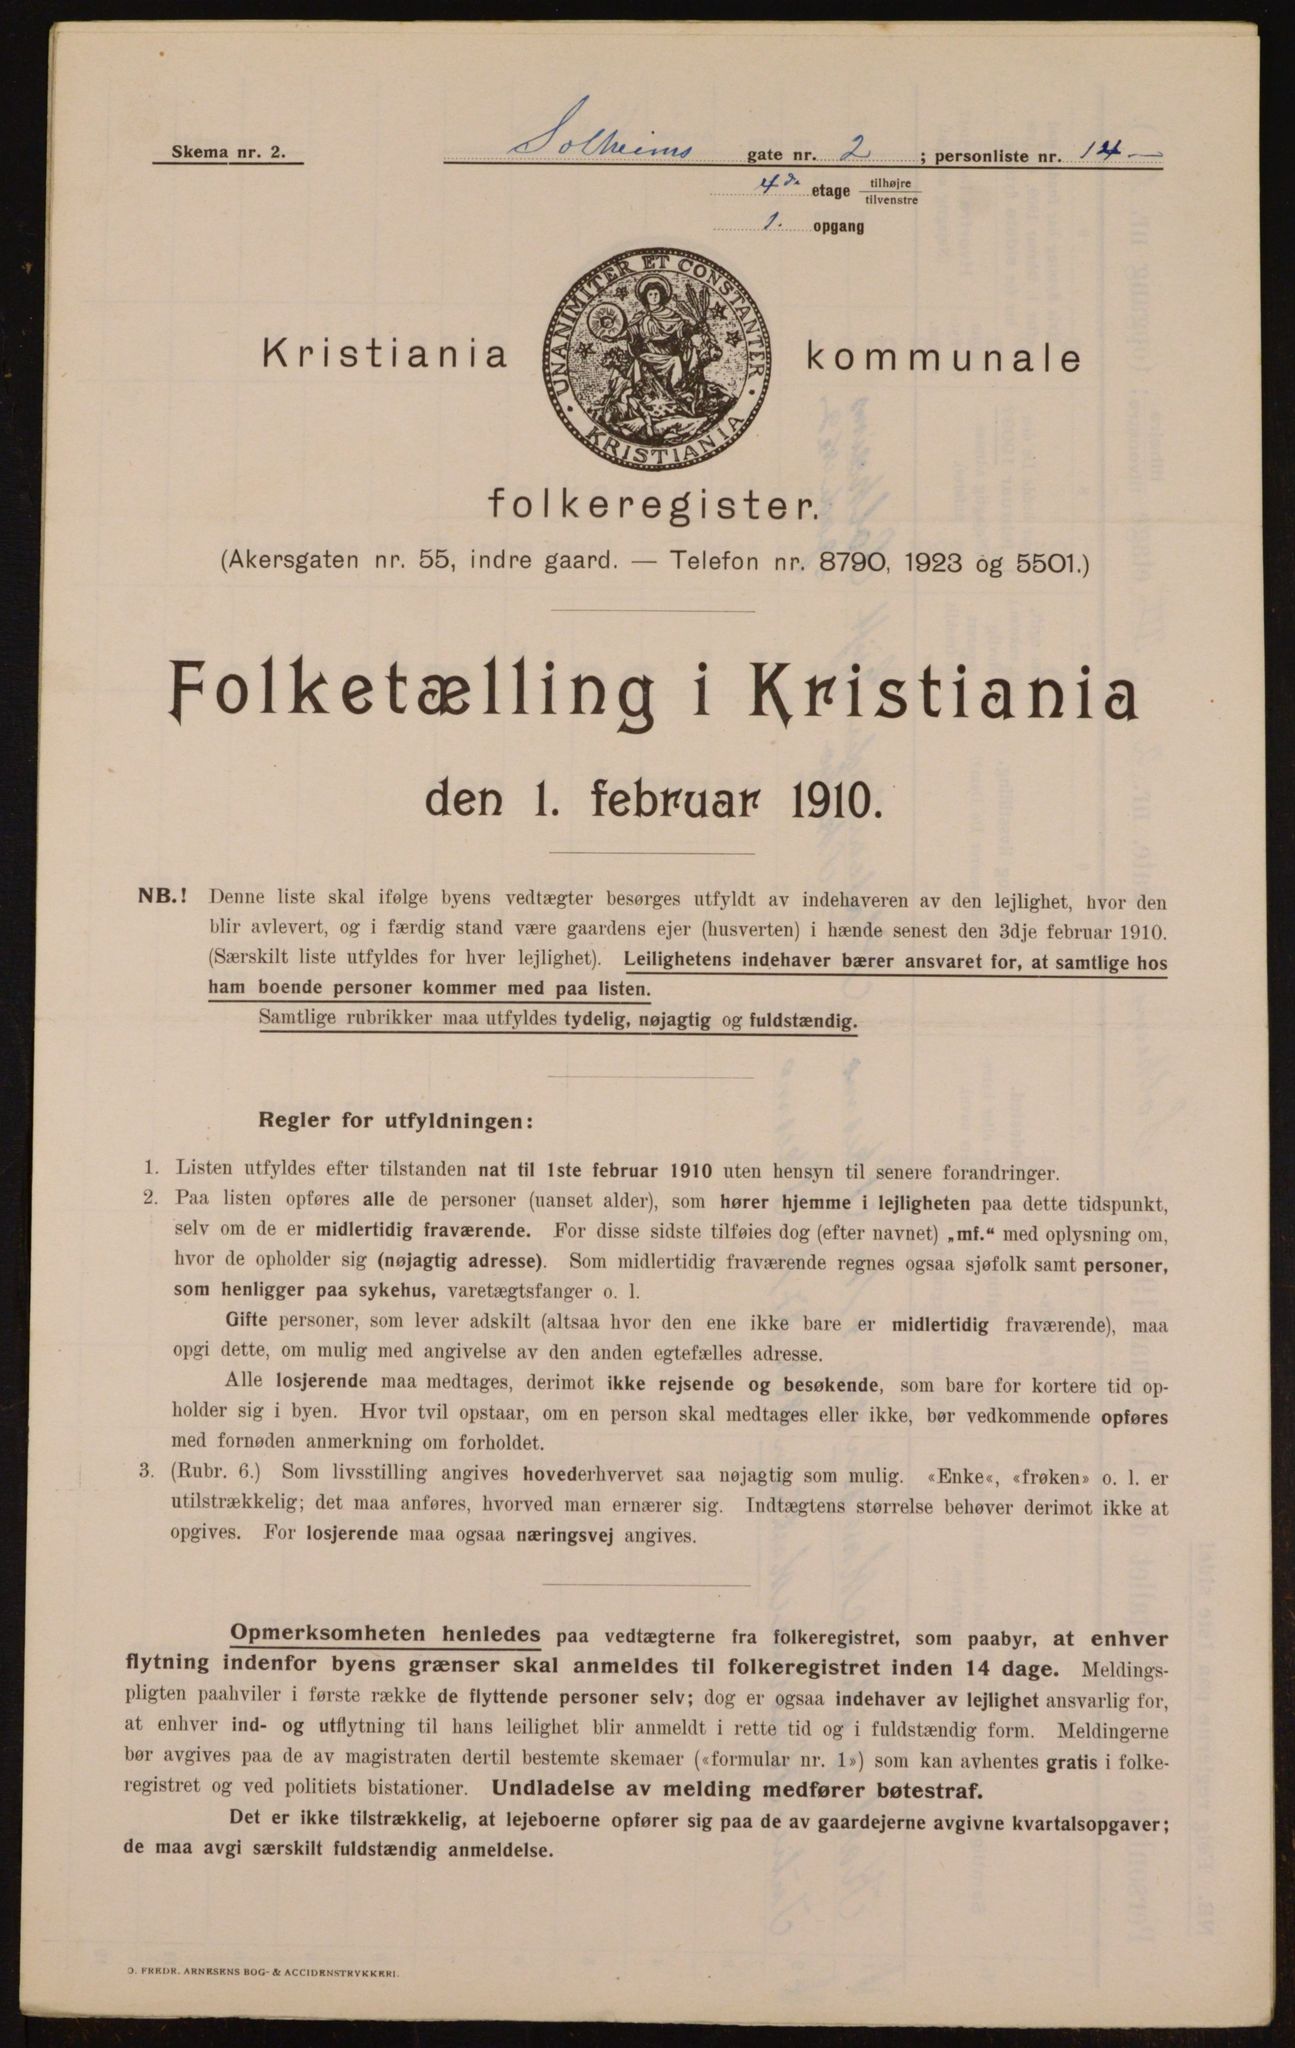 Skema nr. 2.
Solheims gate nr. 2 ; personliste nr. 14 —
4de etage tilhøjre
tilvenstre
1. opgang
UNANIMITER ET CONSTANTER · KRISTIANIA ·
Kristiania kommunale
folkeregister.
(Akersgaten nr. 55, indre gaard. — Telefon nr. 8790, 1923 og 5501.)
Folketælling i Kristiania
den 1. februar 1910.
NB.! Denne liste skal ifølge byens vedtægter besørges utfyldt av indehaveren av den lejlighet, hvor den
blir avlevert, og i færdig stand være gaardens ejer (husverten) i hænde senest den 3dje februar 1910.
(Særskilt liste utfyldes for hver lejlighet). Leilighetens indehaver bærer ansvaret for, at samtlige hos
ham boende personer kommer med paa listen.
Samtlige rubrikker maa utfyldes tydelig, nøjagtig og fuldstændig.
Regler for utfyldningen:
1. Listen utfyldes efter tilstanden nat til 1ste februar 1910 uten hensyn til senere forandringer.
2. Paa listen opføres alle de personer (uanset alder), som hører hjemme i lejligheten paa dette tidspunkt,
selv om de er midlertidig fraværende. For disse sidste tilføies dog (efter navnet) „mf.“ med oplysning om,
hvor de opholder sig (nøjagtig adresse). Som midlertidig fraværende regnes ogsaa sjøfolk samt personer,
som henligger paa sykehus, varetægtsfanger o. l.
Gifte personer, som lever adskilt (altsaa hvor den ene ikke bare er midlertidig fraværende), maa
opgi dette, om mulig med angivelse av den anden egtefælles adresse.
Alle losjerende maa medtages, derimot ikke rejsende og besøkende, som bare for kortere tid op-
holder sig i byen. Hvor tvil opstaar, om en person skal medtages eller ikke, bør vedkommende opføres
med fornøden anmerkning om forholdet.
3. (Rubr. 6.) Som livsstilling angives hovederhvervet saa nøjagtig som mulig. «Enke«, «frøken» o. l. er
utilstrækkelig; det maa anføres, hvorved man ernærer sig. Indtægtens størrelse behøver derimot ikke at
opgives. For losjerende maa ogsaa næringsvej angives.
Opmerksomheten henledes paa vedtægterne fra folkeregistret, som paabyr, at enhver
flytning indenfor byens grænser skal anmeldes til folkeregistret inden 14 dage. Meldings-
pligten paahviler i første række de flyttende personer selv; dog er ogsaa indehaver av lejlighet ansvarlig for,
at enhver ind- og utflytning til hans leilighet blir anmeldt i rette tid og i fuldstændig form. Meldingerne
bør avgives paa de av magistraten dertil bestemte skemaer («formular nr. 1») som kan avhentes gratis i folke-
registret og ved politiets bistationer. Undladelse av melding medfører bøtestraf.
Det er ikke tilstrækkelig, at lejeboerne opfører sig paa de av gaardejerne avgivne kvartalsopgaver;
de maa avgi særskilt fuldstændig anmeldelse.
O. FREDR. ARNESENS BOG- & ACCIDENSTRYKKERI.